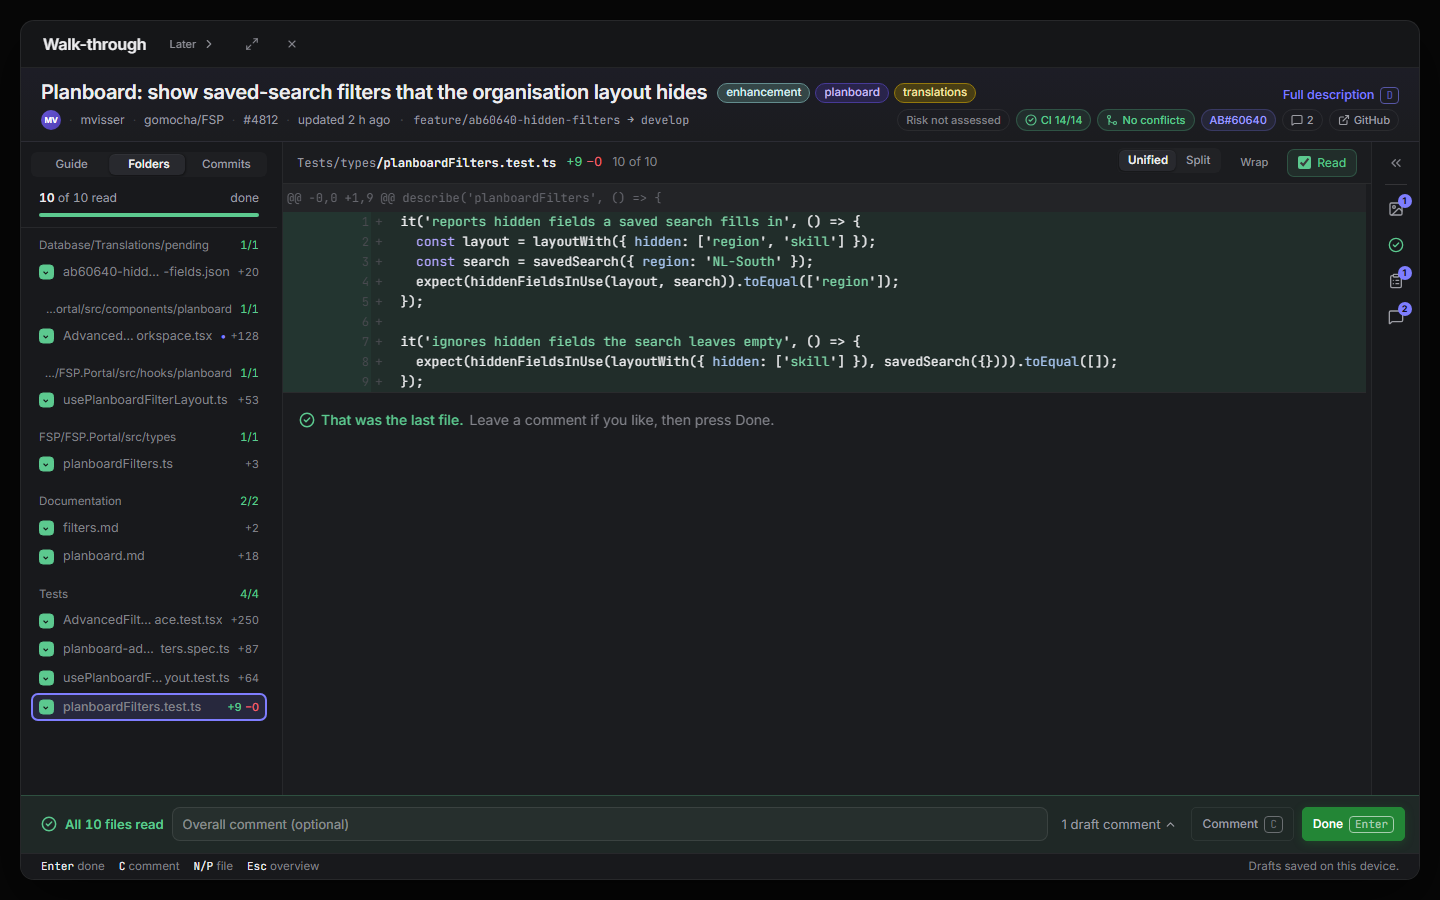 Walk-through Later
Planboard: show saved-search filters that the organisation layout hides enhancement planboard translations
Full description D
MV · mvisser · gomocha/FSP · #4812 · updated 2 h ago · feature/ab60640-hidden-filters → develop
Risk not assessed CI 14/14 No conflicts AB#60640 2 GitHub
Guide Folders Commits
10 of 10 read done
Database/Translations/pending 1/1
ab60640-hidd... -fields.json +20
...ortal/src/components/planboard 1/1
Advanced... orkspace.tsx +128
.../FSP.Portal/src/hooks/planboard 1/1
usePlanboardFilterLayout.ts +53
FSP/FSP.Portal/src/types 1/1
planboardFilters.ts +3
Documentation 2/2
filters.md +2
planboard.md +18
Tests 4/4
AdvancedFilt... ace.test.tsx +250
planboard-ad... ters.spec.ts +87
usePlanboardF... yout.test.ts +64
planboardFilters.test.ts +9 −0
Tests/types/planboardFilters.test.ts +9 −0 10 of 10
Unified Split Wrap Read
@@ -0,0 +1,9 @@ describe('planboardFilters', () => {
1 + it('reports hidden fields a saved search fills in', () => {
2 + const layout = layoutWith({ hidden: ['region', 'skill'] });
3 + const search = savedSearch({ region: 'NL-South' });
4 + expect(hiddenFieldsInUse(layout, search)).toEqual(['region']);
5 + });
6 +
7 + it('ignores hidden fields the search leaves empty', () => {
8 + expect(hiddenFieldsInUse(layoutWith({ hidden: ['skill'] }), savedSearch({}))).toEqual([]);
9 + });
That was the last file. Leave a comment if you like, then press Done.
1
1
2
All 10 files read Overall comment (optional) 1 draft comment Comment C Done Enter
Enter done C comment N/P file Esc overview
Drafts saved on this device.